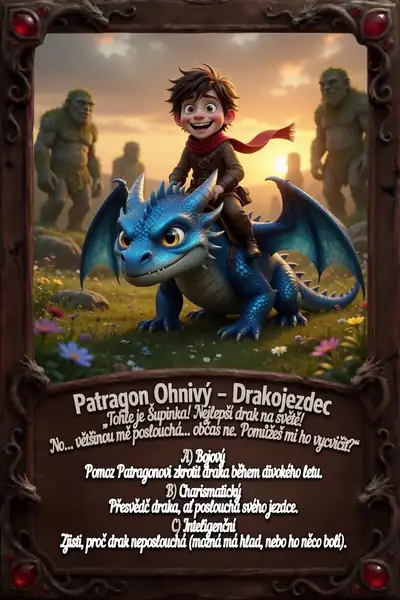 Patragon Ohnivý – Drakojezdec
„Tohle je Šupinka! Nejlepší drak na světě!
No... většinou mě poslouchá... občas ne. Pomůžeš mi ho vycvičit?“
A) Bojový
Pomoz Patragonovi zkrotit draka během divokého letu.
B) Charismatický
Přesvědč draka, ať poslouchá svého jezdce.
C) Inteligenční
Zjisti, proč drak neposlouchá (možná má hlad, nebo ho něco bolí).